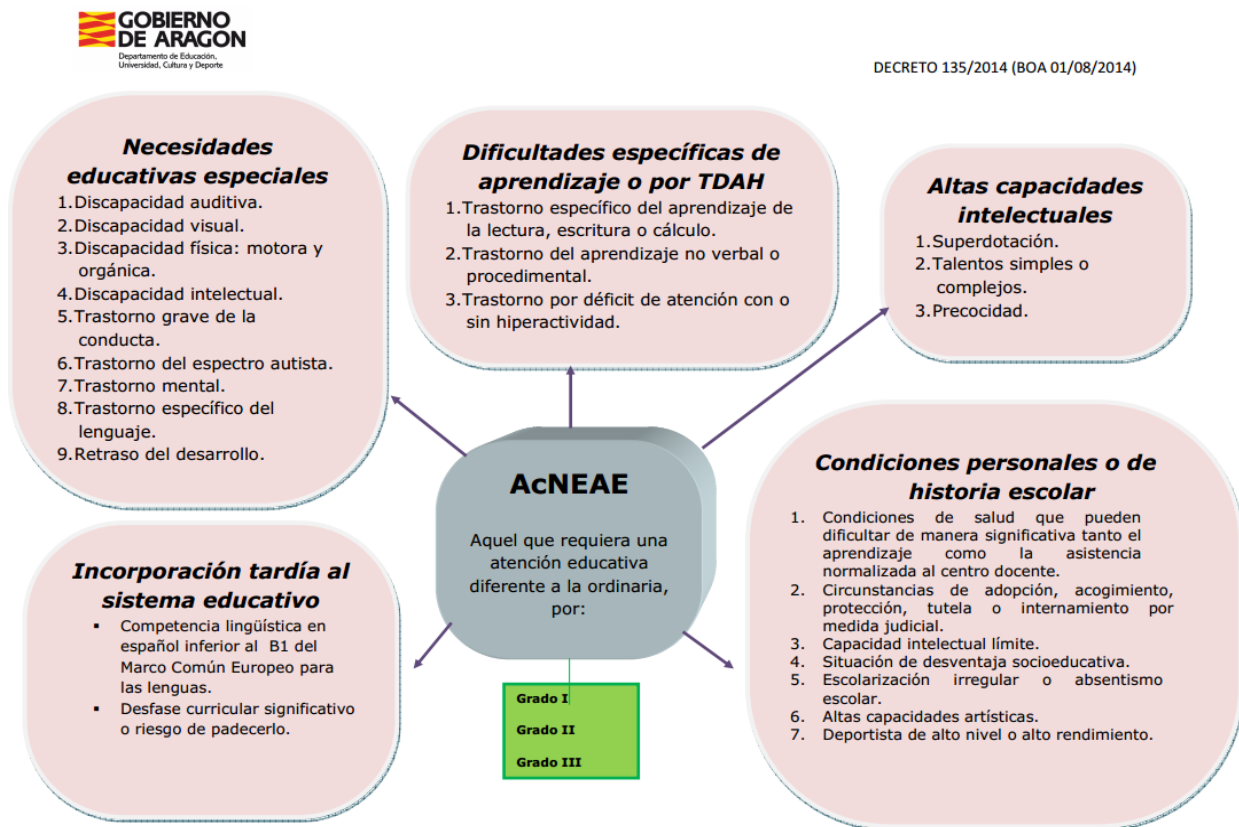 GOBIERNO
DE ARAGON
Departamento de Educación,
Universidad, Cultura y Deporte
DECRETO 135/2014 (BOA 01/08/2014)
Necesidades
educativas especiales
1.Discapacidad auditiva.
2.Discapacidad visual.
3.Discapacidad física: motora y
orgánica.
4.Discapacidad intelectual.
5.Trastorno grave de la
conducta.
6.Trastorno del espectro autista.
7.Trastorno mental.
8.Trastorno específico del
lenguaje.
9.Retraso del desarrollo.
Dificultades específicas de
aprendizaje o por TDAH
1.Trastorno específico del aprendizaje de
la lectura, escritura o cálculo.
2.Trastorno del aprendizaje no verbal o
procedimental.
3.Trastorno por déficit de atención con o
sin hiperactividad.
Altas capacidades
intelectuales
1.Superdotación.
2.Talentos simples o
complejos.
3.Precocidad.
AcNEAE
Aquel que requiera una
atención educativa
diferente a la ordinaria,
por:
Incorporación tardía al
sistema educativo
▪ Competencia lingüística en
español inferior al B1 del
Marco Común Europeo para
las lenguas.
▪ Desfase curricular significativo
o riesgo de padecerlo.
Grado I
Grado II
Grado III
Condiciones personales o de
historia escolar
1. Condiciones de salud que pueden
dificultar de manera significativa tanto el
aprendizaje como la asistencia
normalizada al centro docente.
2. Circunstancias de adopción, acogimiento,
protección, tutela o internamiento por
medida judicial.
3. Capacidad intelectual límite.
4. Situación de desventaja socioeducativa.
5. Escolarización irregular o absentismo
escolar.
6. Altas capacidades artísticas.
7. Deportista de alto nivel o alto rendimiento.